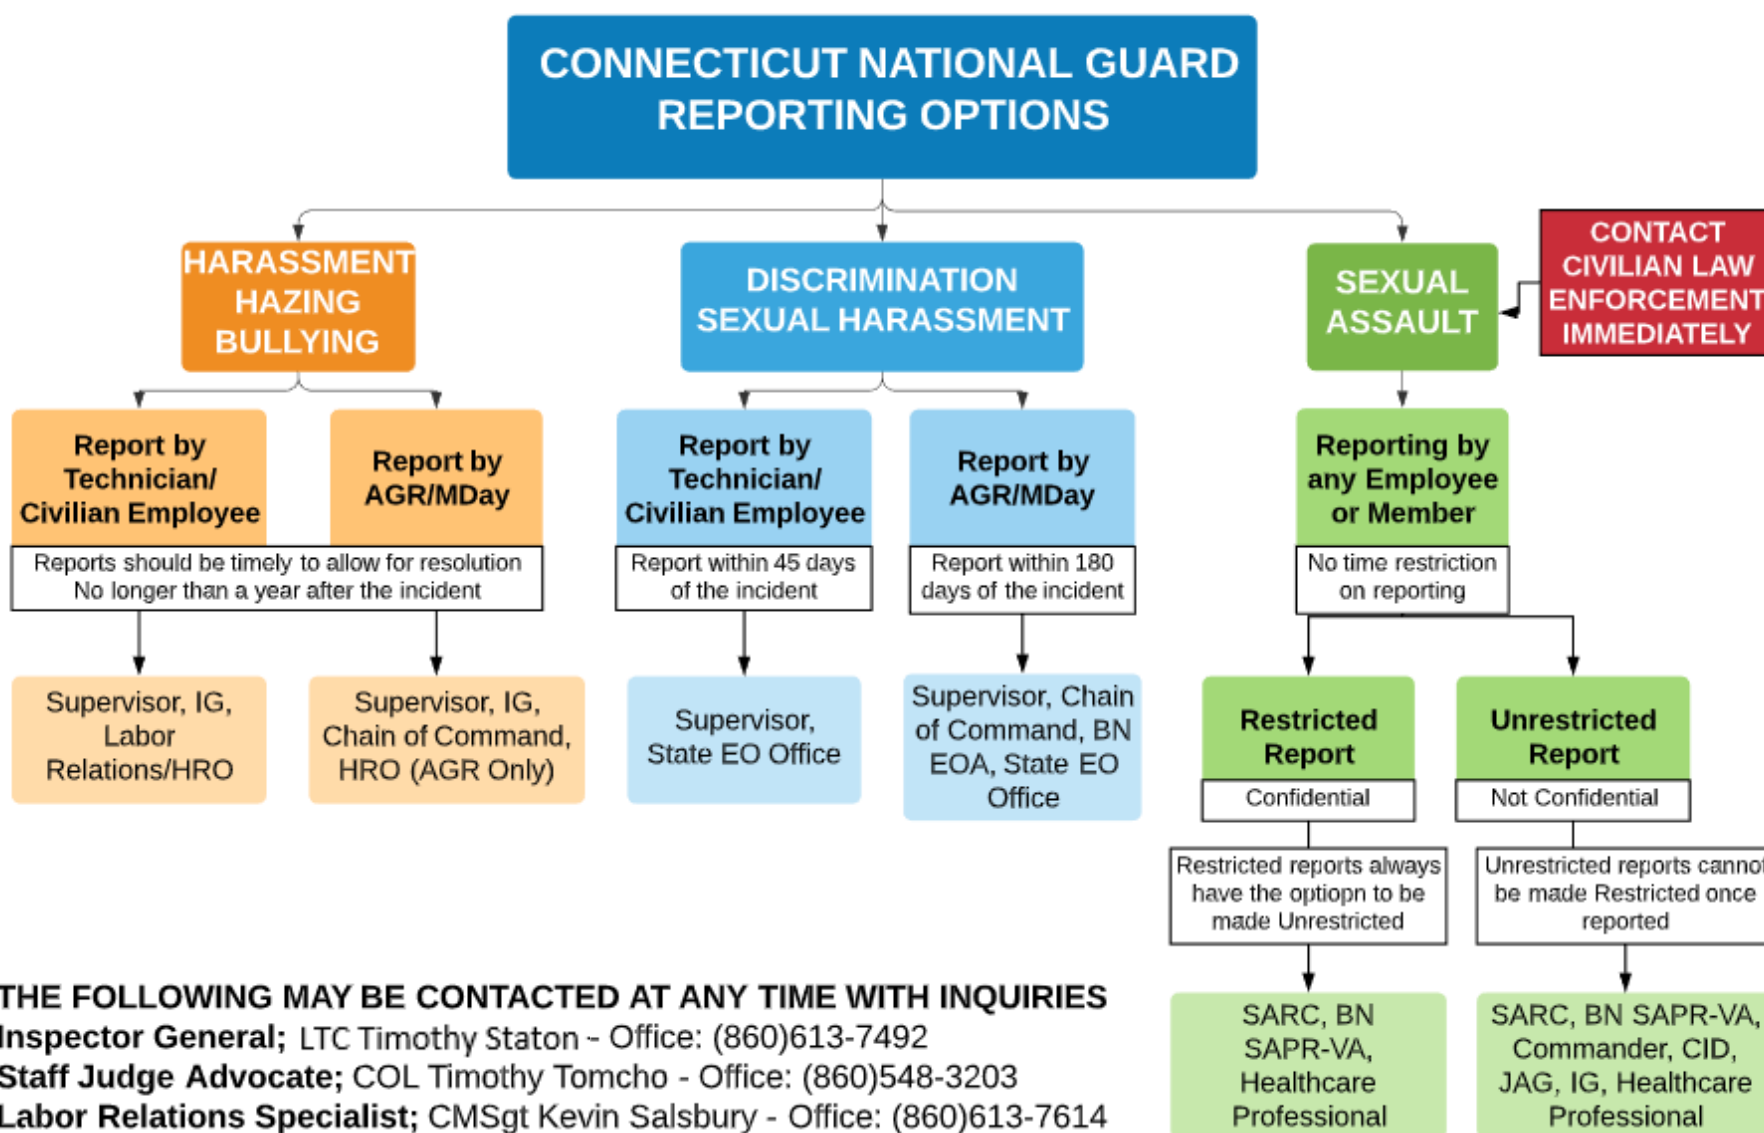 CONNECTICUT NATIONAL GUARD
REPORTING OPTIONS
HARASSMENT
HAZING
BULLYING
DISCRIMINATION
SEXUAL HARASSMENT
SEXUAL
ASSAULT
CONTACT
CIVILIAN LAW
ENFORCEMENT
IMMEDIATELY
Report by
Technician/
Civilian Employee
Report by
AGR/MDay
Reports should be timely to allow for resolution
No longer than a year after the incident
Supervisor, IG,
Labor
Relations/HRO
Supervisor, IG,
Chain of Command,
HRO (AGR Only)
Report by
Technician/
Civilian Employee
Report within 45 days
of the incident
Supervisor,
State EO Office
Report by
AGR/MDay
Report within 180
days of the incident
Supervisor, Chain
of Command, BN
EOA, State EO
Office
Reporting by
any Employee
or Member
No time restriction
on reporting
Restricted
Report
Confidential
Restricted reports always
have the optiopn to be
made Unrestricted
SARC, BN
SAPR-VA,
Healthcare
Professional
Unrestricted
Report
Not Confidential
Unrestricted reports cannot
be made Restricted once
reported
SARC, BN SAPR-VA,
Commander, CID,
JAG, IG, Healthcare
Professional
THE FOLLOWING MAY BE CONTACTED AT ANY TIME WITH INQUIRIES
Inspector General; LTC Timothy Staton - Office: (860)613-7492
Staff Judge Advocate; COL Timothy Tomcho - Office: (860)548-3203
Labor Relations Specialist; CMSgt Kevin Salsbury - Office: (860)613-7614